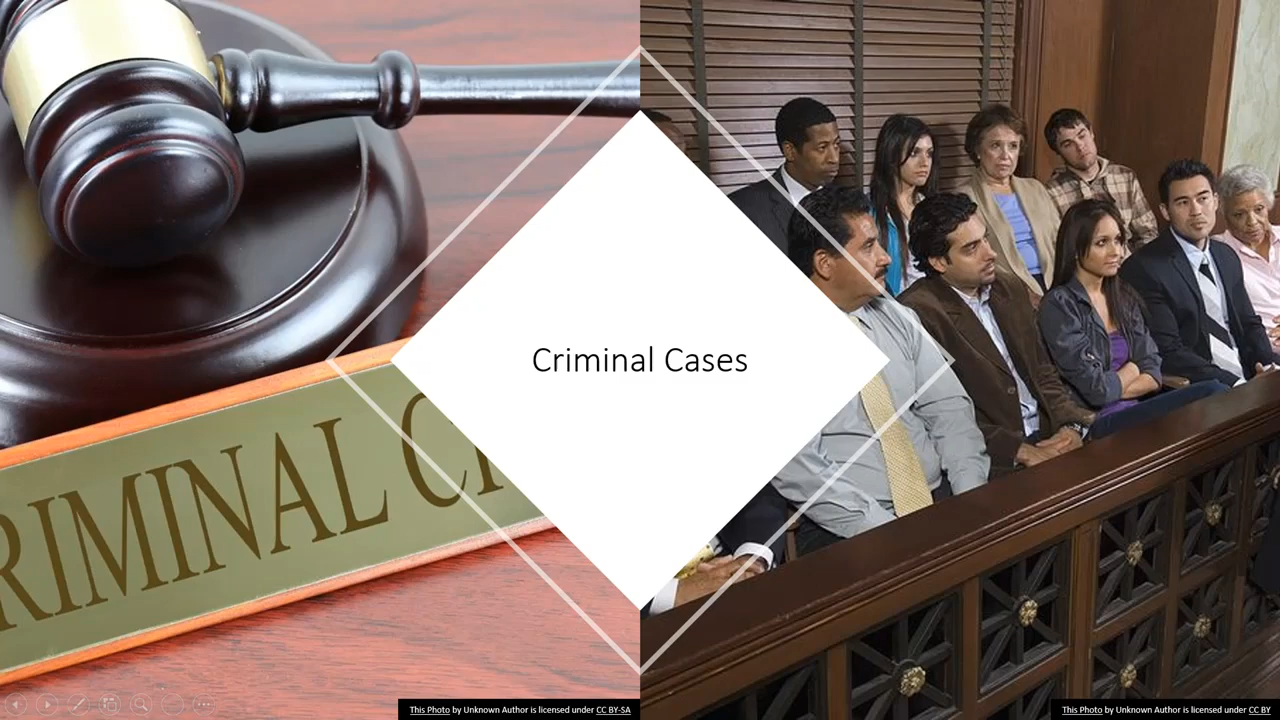 Criminal Cases
RIMINAL C
This Photo by Unknown Author is licensed under CC BY-SA
This Photo by Unknown Author is licensed under CC BY